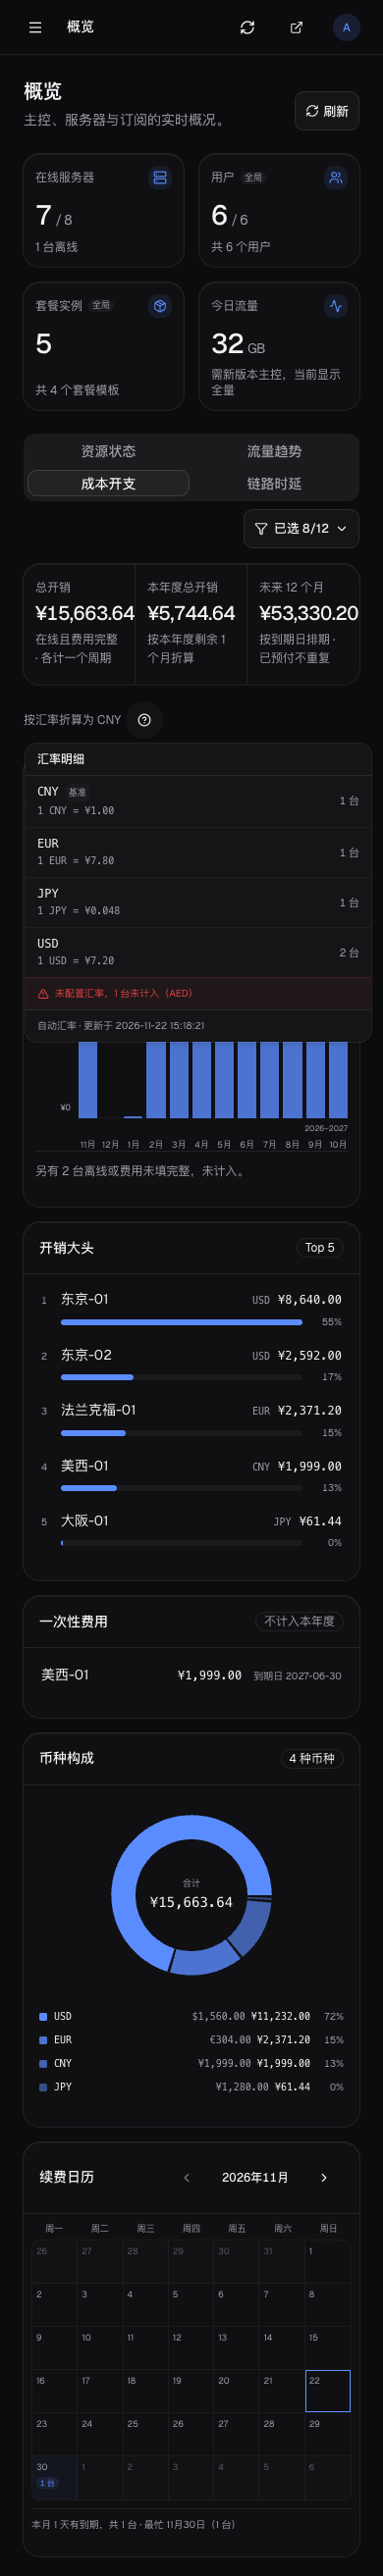 概览
A
概览
主控、服务器与订阅的实时概况。
刷新
在线服务器
7 / 8
1 台离线
用户 全局
6 / 6
共 6 个用户
套餐实例 全局
5
共 4 个套餐模板
今日流量
32 GB
需新版本主控，当前显示
全量
资源状态
流量趋势
成本开支
链路时延
已选 8/12
总开销
¥15,663.64
在线且费用完整
· 各计一个周期
本年度总开销
¥5,744.64
按本年度剩余 1
个月折算
未来 12 个月
¥53,330.20
按到期日排期 ·
已预付不重复
按汇率折算为 CNY
汇率明细
CNY 基准
1 CNY = ¥1.00
1 台
EUR
1 EUR = ¥7.80
1 台
JPY
1 JPY = ¥0.048
1 台
USD
1 USD = ¥7.20
2 台
未配置汇率，1 台未计入（AED）
自动汇率 · 更新于 2026-11-22 15:18:21
¥0
2026–2027
11月 12月 1月 2月 3月 4月 5月 6月 7月 8月 9月 10月
另有 2 台离线或费用未填完整，未计入。
开销大头
Top 5
1 东京-01 USD ¥8,640.00
55%
2 东京-02 USD ¥2,592.00
17%
3 法兰克福-01 EUR ¥2,371.20
15%
4 美西-01 CNY ¥1,999.00
13%
5 大阪-01 JPY ¥61.44
0%
一次性费用
不计入本年度
美西-01 ¥1,999.00 到期日 2027-06-30
币种构成
4 种币种
合计
¥15,663.64
USD $1,560.00 ¥11,232.00 72%
EUR €304.00 ¥2,371.20 15%
CNY ¥1,999.00 ¥1,999.00 13%
JPY ¥1,280.00 ¥61.44 0%
续费日历
2026年11月
周一 周二 周三 周四 周五 周六 周日
26 27 28 29 30 31 1
2 3 4 5 6 7 8
9 10 11 12 13 14 15
16 17 18 19 20 21 22
23 24 25 26 27 28 29
30 1 2 3 4 5 6
1 台
本月 1 天有到期，共 1 台 · 最忙 11月30日（1 台）